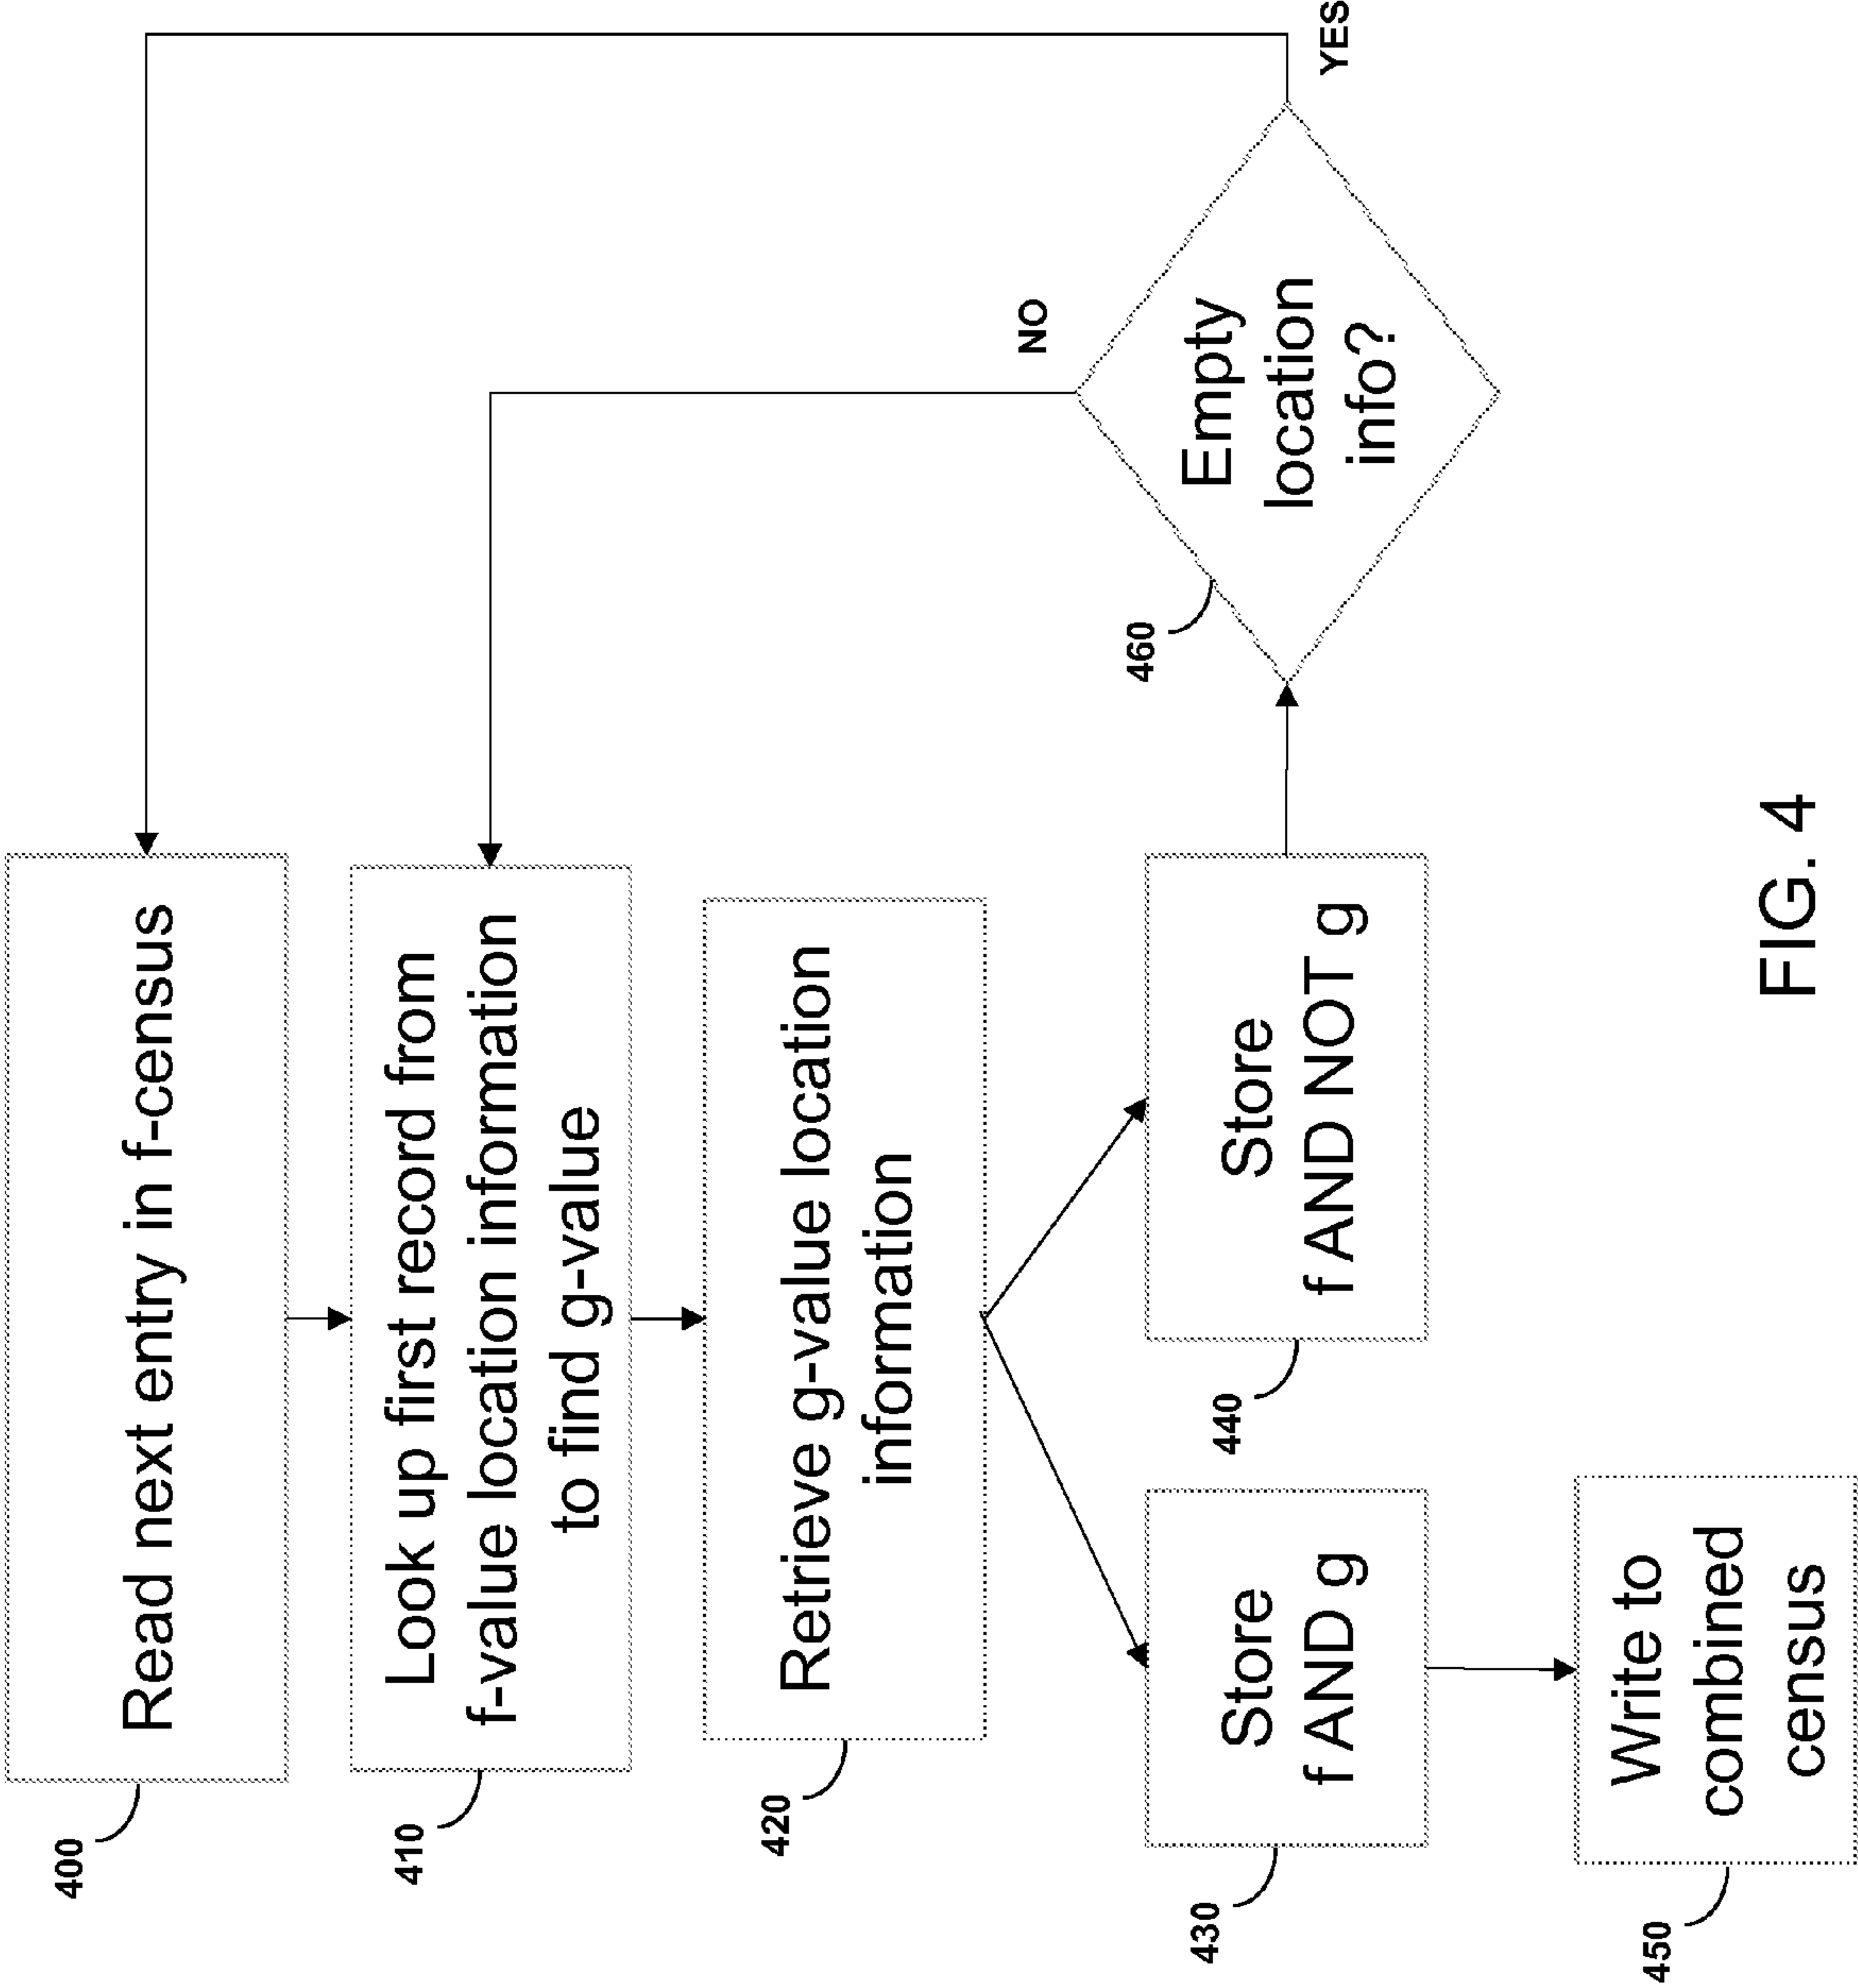 400
Read next entry in f-census
410
Look up first record from
f-value location information
to find g-value
420
Retrieve g-value location
information
430
Store
f AND g
440
Store
f AND NOT g
450
Write to
combined
census
460
Empty
location
info?
NO
YES
FIG. 4